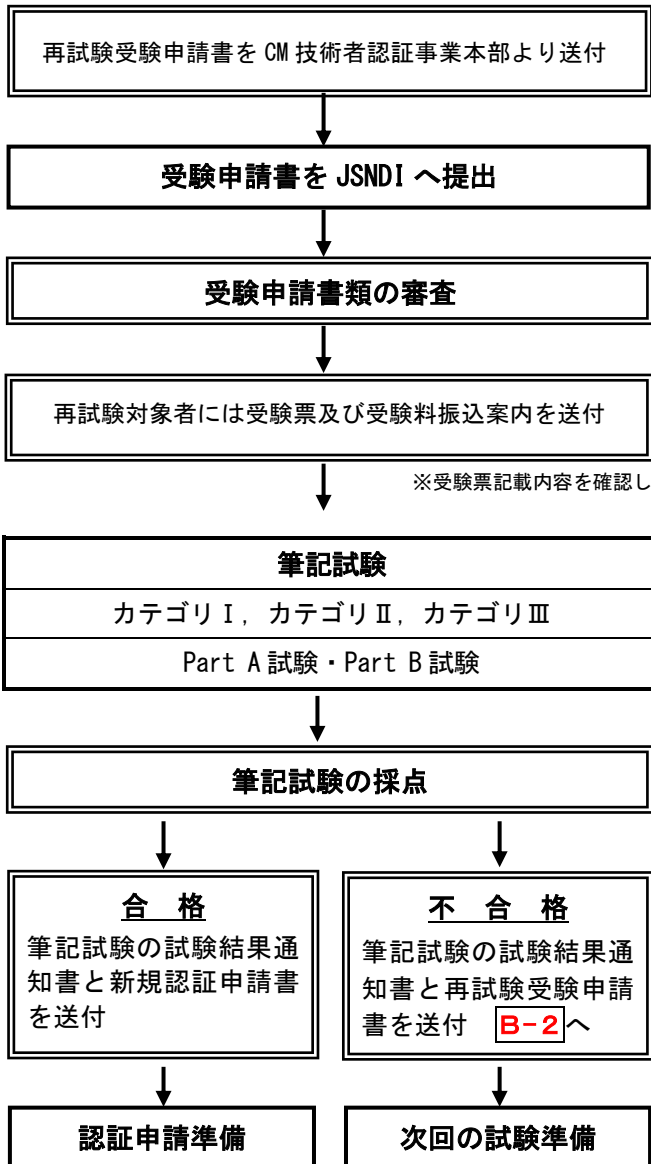 再試験受験申請書を CM 技術者認証事業本部より送付
受験申請書を JSNDI へ提出
受験申請書類の審査
再試験対象者には受験票及び受験料振込案内を送付
※受験票記載内容を確認し
筆記試験
カテゴリⅠ，カテゴリⅡ，カテゴリⅢ
Part A 試験・Part B 試験
筆記試験の採点
合　格
筆記試験の試験結果通
知書と新規認証申請書
を送付
不　合　格
筆記試験の試験結果通
知書と再試験受験申請
書を送付　B-2へ
認証申請準備
次回の試験準備